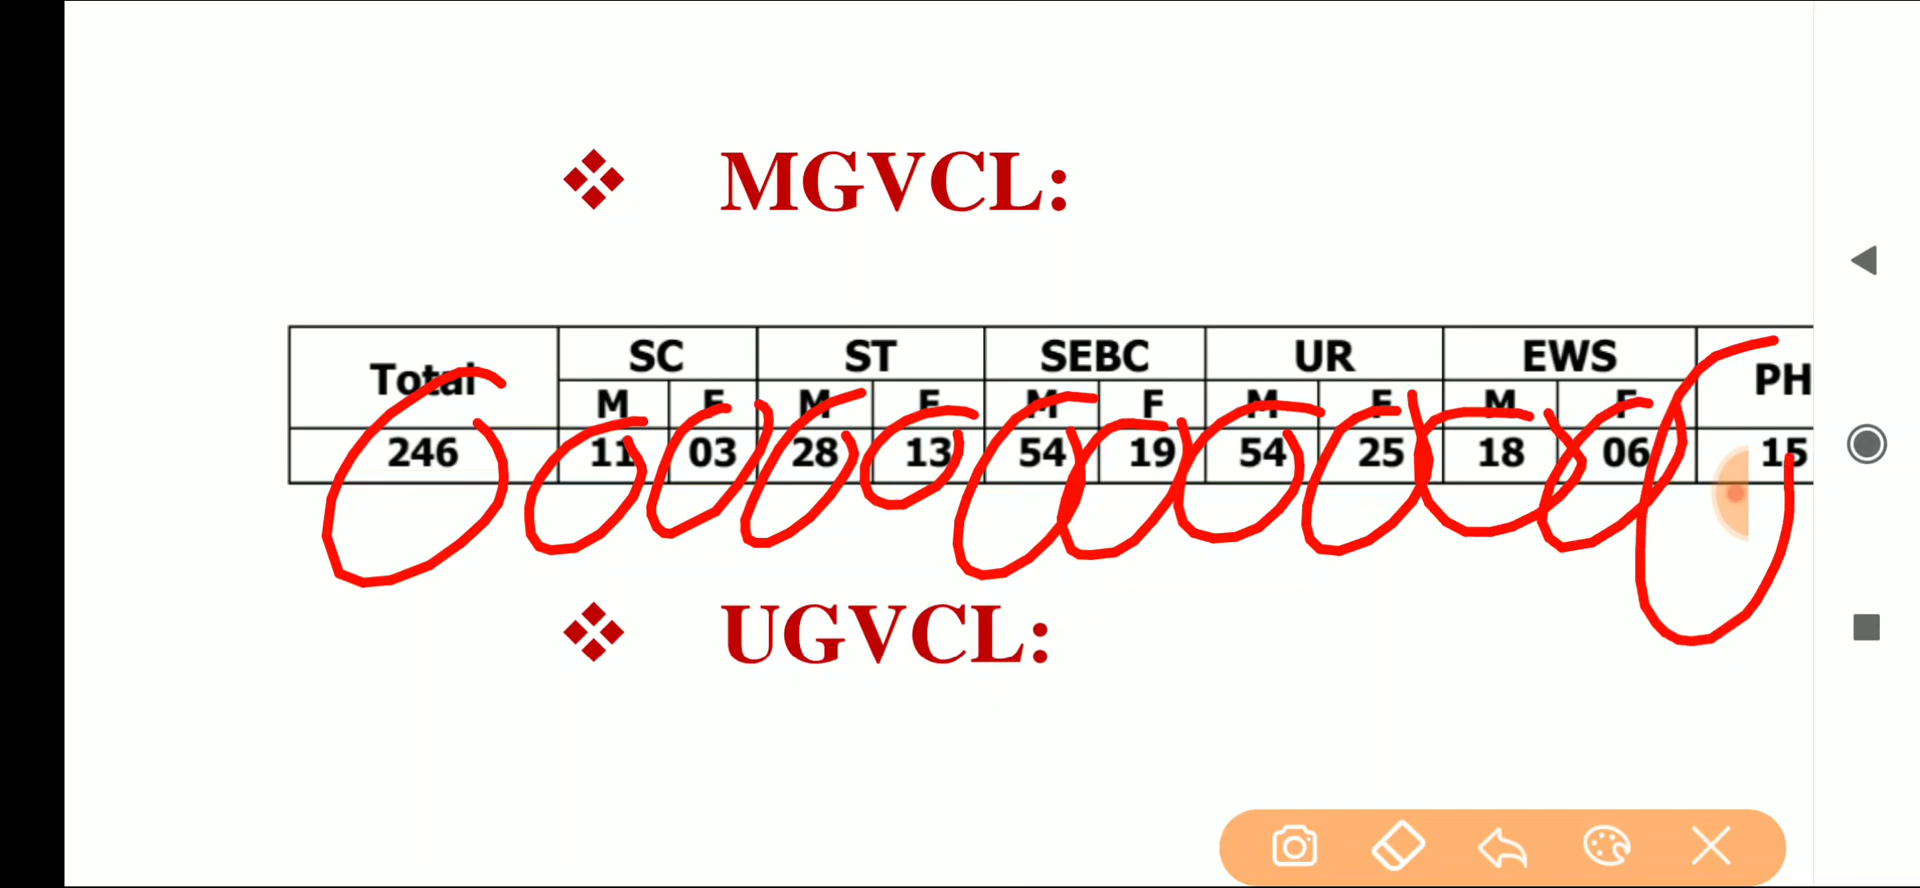 ❖ MGVCL:
Total SC ST SEBC UR EWS PH
M F M F M F M F M F
246 11 03 28 13 54 19 54 25 18 06 15
❖ UGVCL: